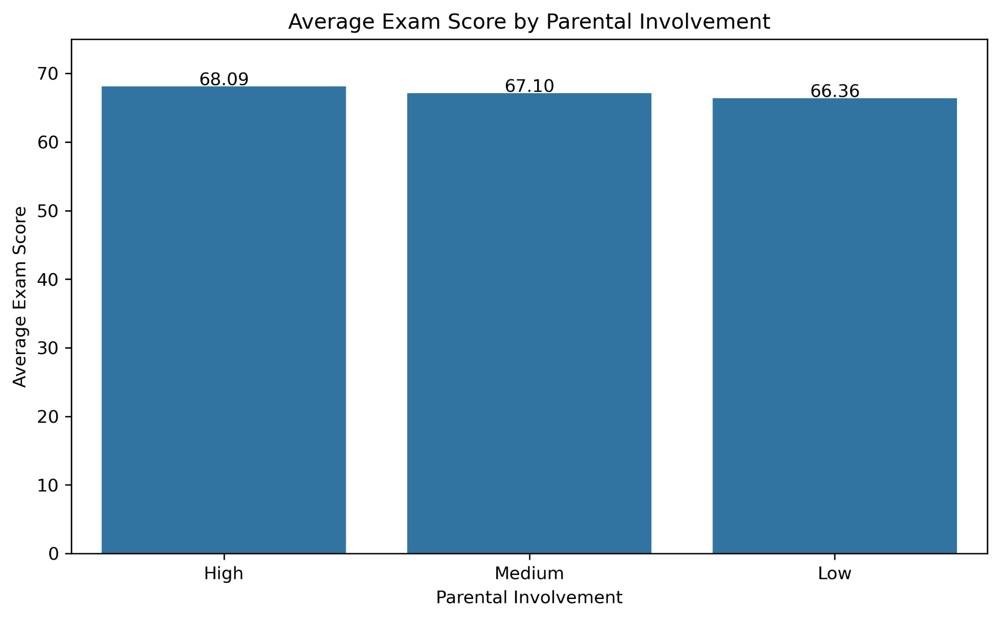 Average Exam Score by Parental Involvement
Average Exam Score
70
60
50
40
30
20
10
0
68.09
67.10
66.36
High
Medium
Low
Parental Involvement